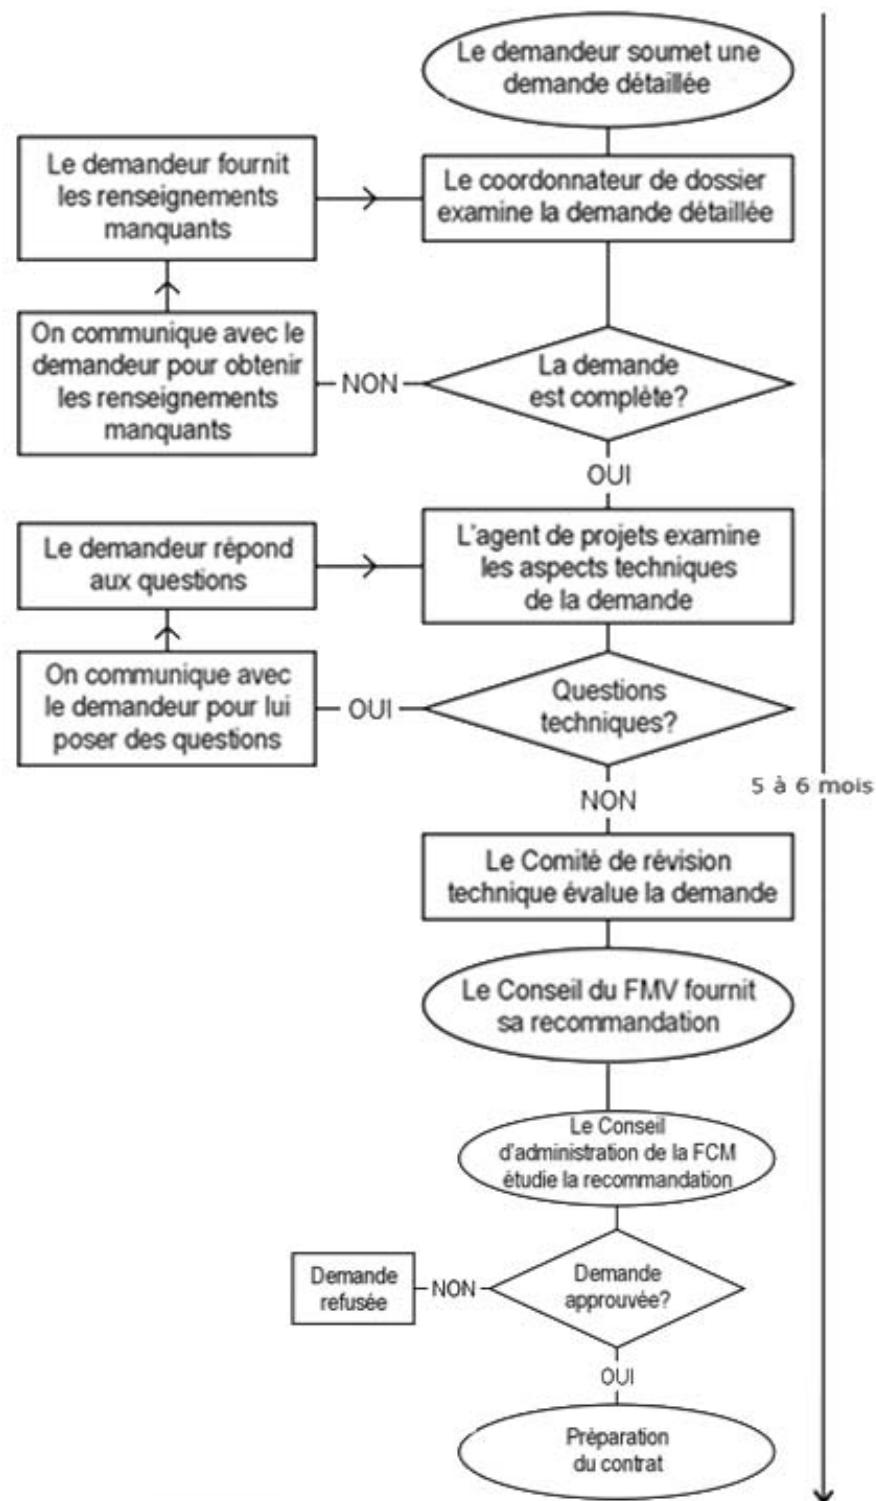 Le demandeur soumet une
demande détaillée
Le demandeur fournit
les renseignements
manquants
Le coordonnateur de dossier
examine la demande détaillée
On communique avec le
demandeur pour obtenir
les renseignements
manquants
NON
La demande
est complète?
OUI
Le demandeur répond
aux questions
L'agent de projets examine
les aspects techniques
de la demande
On communique avec
le demandeur pour lui
poser des questions
OUI
Questions
techniques?
5 à 6 mois
NON
Le Comité de révision
technique évalue la demande
Le Conseil du FMV fournit
sa recommandation
Le Conseil
d'administration de la FCM
étudie la recommandation
Demande
refusée
NON
Demande
approuvée?
OUI
Préparation
du contrat